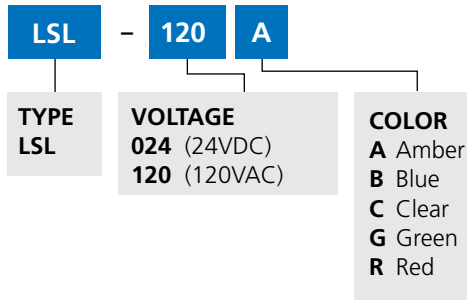 LSL – 120 A
TYPE
LSL
VOLTAGE
024 (24VDC)
120 (120VAC)
COLOR
A Amber
B Blue
C Clear
G Green
R Red